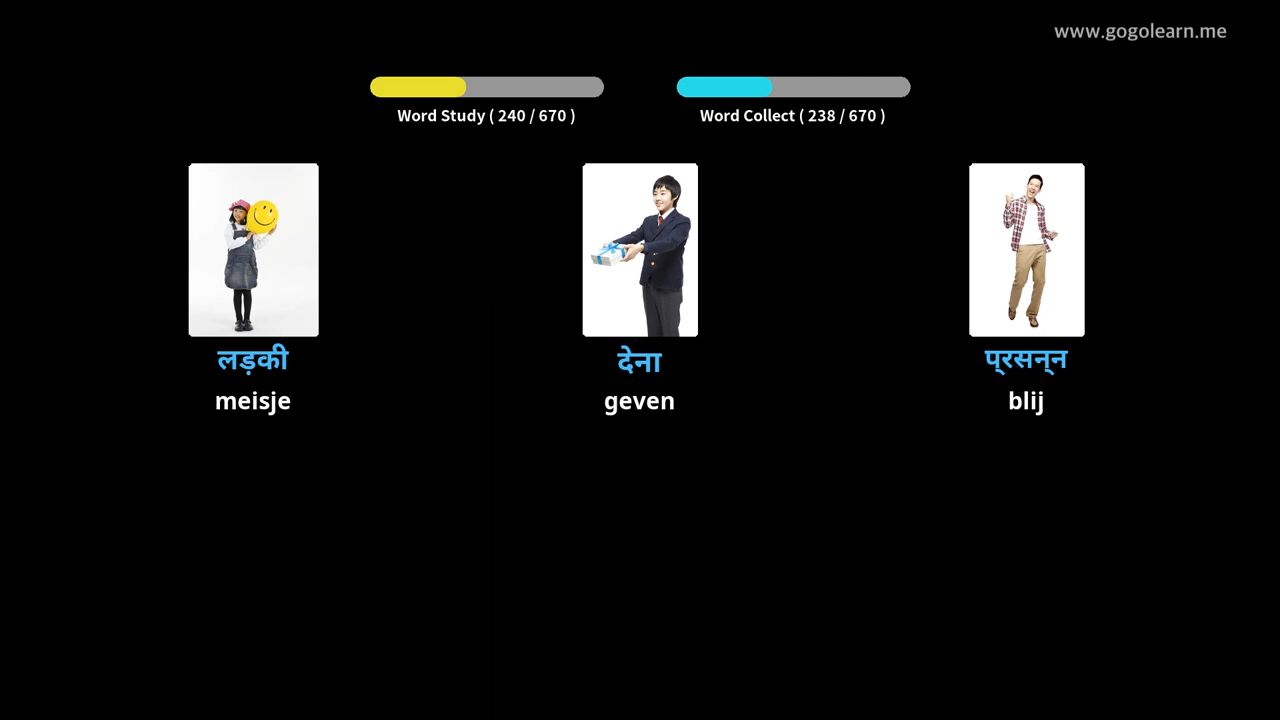 www.gogolearn.me
Word Study ( 240 / 670 )
Word Collect ( 238 / 670 )
लड़की
देना
प्रसन्न
meisje
geven
blij